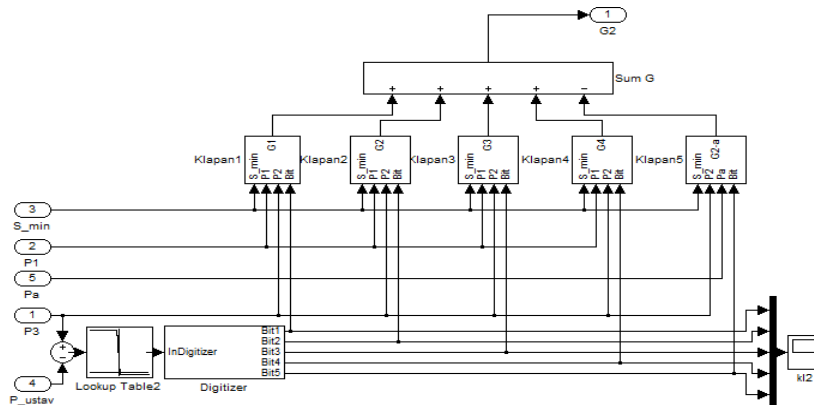 1
G2
+ + + + −
Sum G
G1 G2 G3 G4 G2-a
Klapan1 Klapan2 Klapan3 Klapan4 Klapan5
S_min P1 P2 Bit S_min P1 P2 Bit S_min P1 P2 Bit S_min P1 P2 Bit S_min P2 Pa Bit
3
S_min
2
P1
5
Pa
1
P3
+
−
InDigitizer
Bit1
Bit2
Bit3
Bit4
Bit5
Lookup Table2
Digitizer
4
P_ustav
kl2